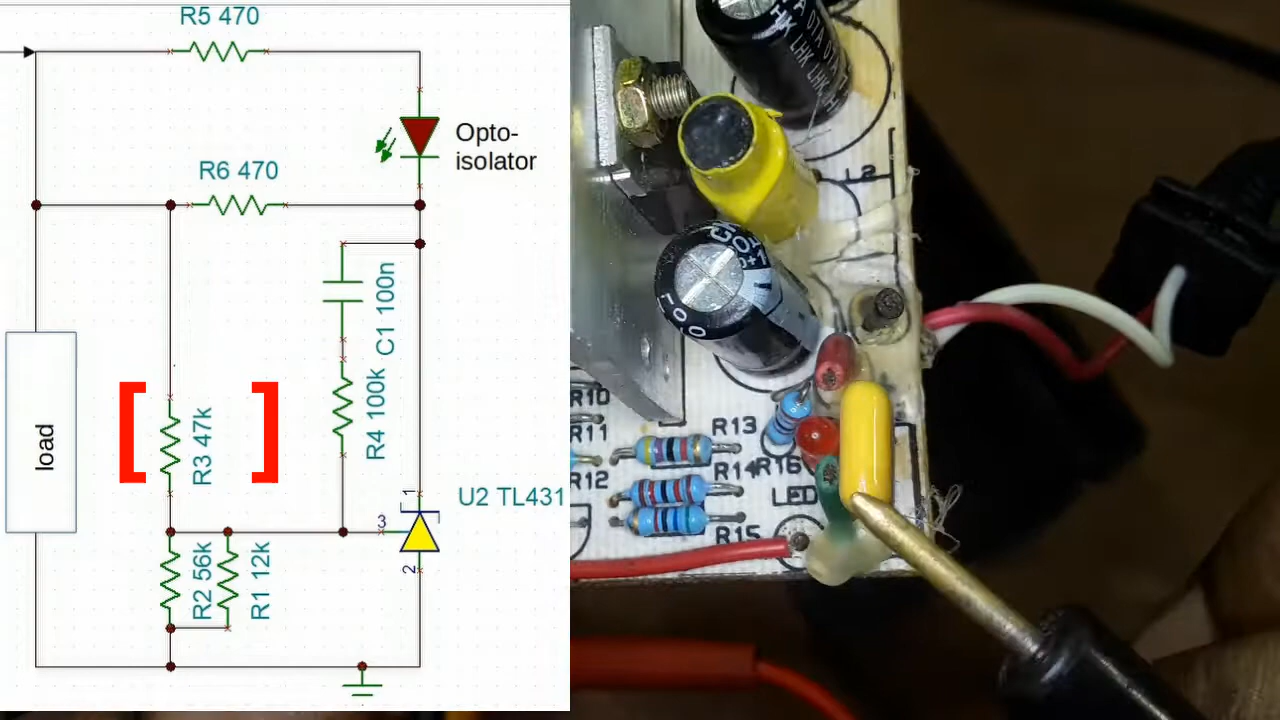 R5 470
Opto-
isolator
R6 470
C1 100n
R4 100k
R3 47k
load
1
U2 TL431
3
2
R2 56k
R1 12k
R10
R11
R12
R13
R14
R16
LED
R15